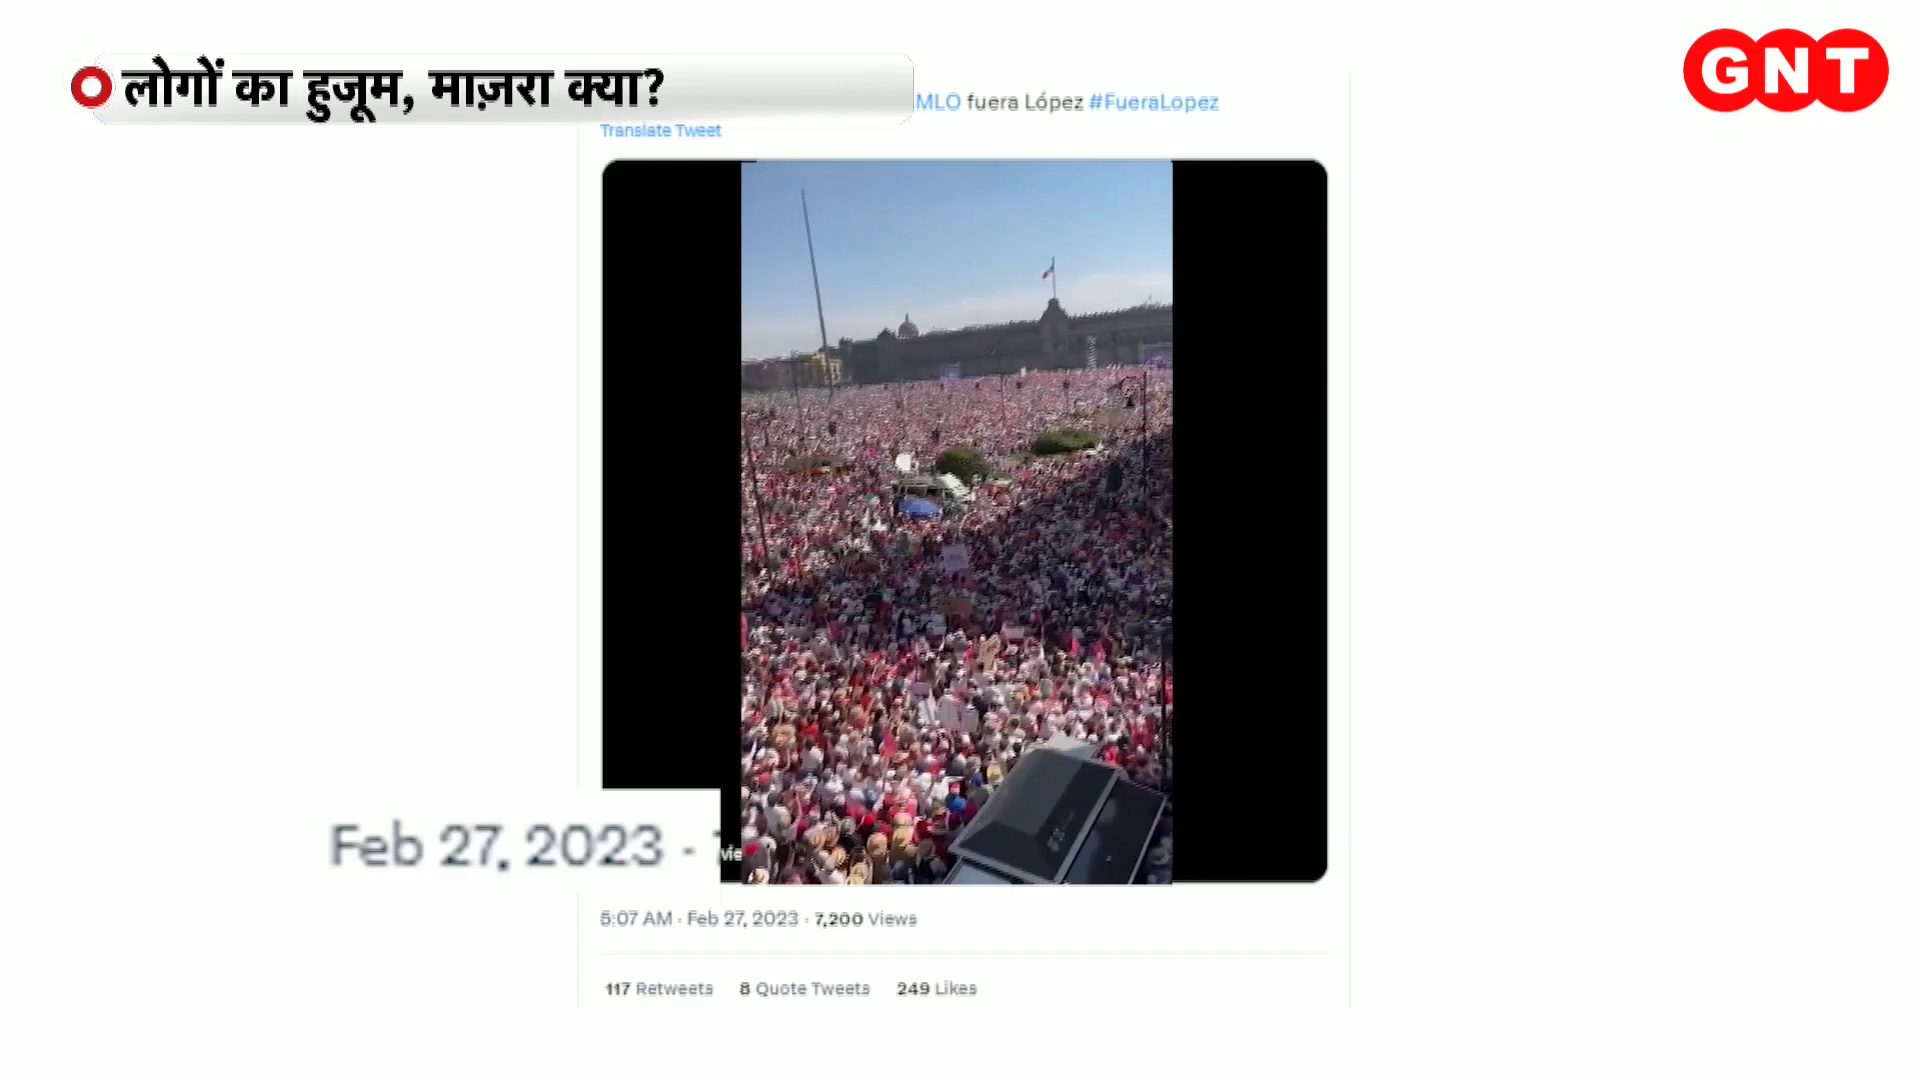 लोगों का हुजूम, माज़रा क्या?
GNT
MLO fuera López #FueraLopez
Translate Tweet
Feb 27, 2023 -
5:07 AM · Feb 27, 2023 · 7,200 Views
117 Retweets 8 Quote Tweets 249 Likes